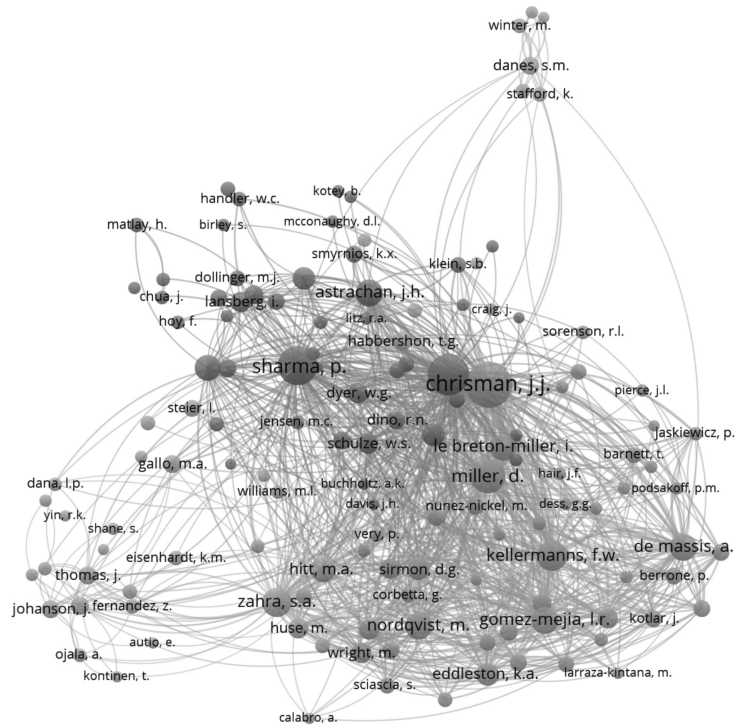 winter, m.
danes, s.m.
stafford, k.
kotey, b.
handler, w.c.
matlay, h.
birley, s.
mcconaughy, d.l.
smyrnios, k.x.
klein, s.b.
dollinger, m.j.
astrachan, j.h.
chua, j.
lansberg, i.
craig, j.
hoy, f.
litz, r.a.
sorenson, r.l.
habbershon, t.g.
sharma, p.
chrisman, j.j.
dyer, w.g.
pierce, j.l.
steier, l.
jensen, m.c.
dino, r.n.
jaskiewicz, p.
schulze, w.s.
le breton-miller, i.
barnett, t.
gallo, m.a.
miller, d.
hair, j.f.
dana, l.p.
williams, m.l.
buchholtz, a.k.
podsakoff, p.m.
davis, j.h.
nunez-nickel, m.
dess, g.g.
yin, r.k.
shane, s.
very, p.
de massis, a.
eisenhardt, k.m.
kellermanns, f.w.
thomas, j.
hitt, m.a.
sirmon, d.g.
berrone, p.
corbetta, g.
zahra, s.a.
johanson, j.
fernandez, z.
gomez-mejia, l.r.
kotlar, j.
huse, m.
nordqvist, m.
autio, e.
ojala, a.
wright, m.
kontinen, t.
eddleston, k.a.
larraza-kintana, m.
sciascia, s.
calabro, a.